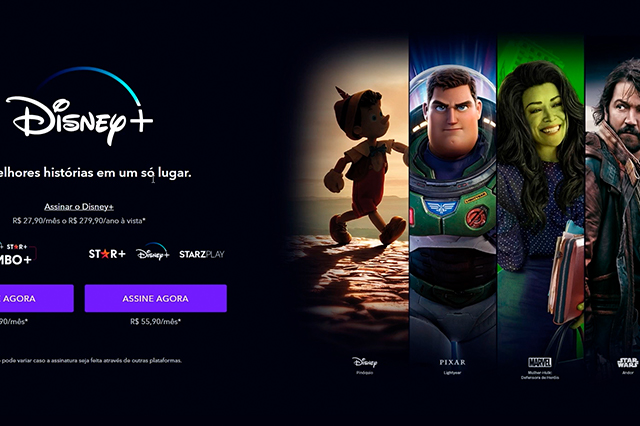 Disney+
elhores histórias em um só lugar.
Assinar o Disney+
R$ 27,90/mês o R$ 279,90/ano à vista*
STAR+
MBO+
STAR+ Disney+ STARZPLAY
AGORA
ASSINE AGORA
90/mês*
R$ 55,90/mês*
pode variar caso a assinatura seja feita através de outras plataformas.
Disney
Pinóquio
PIXAR
Lightyear
MARVEL
Mulher-Hulk:
Defensora de Heróis
STAR WARS
Andor